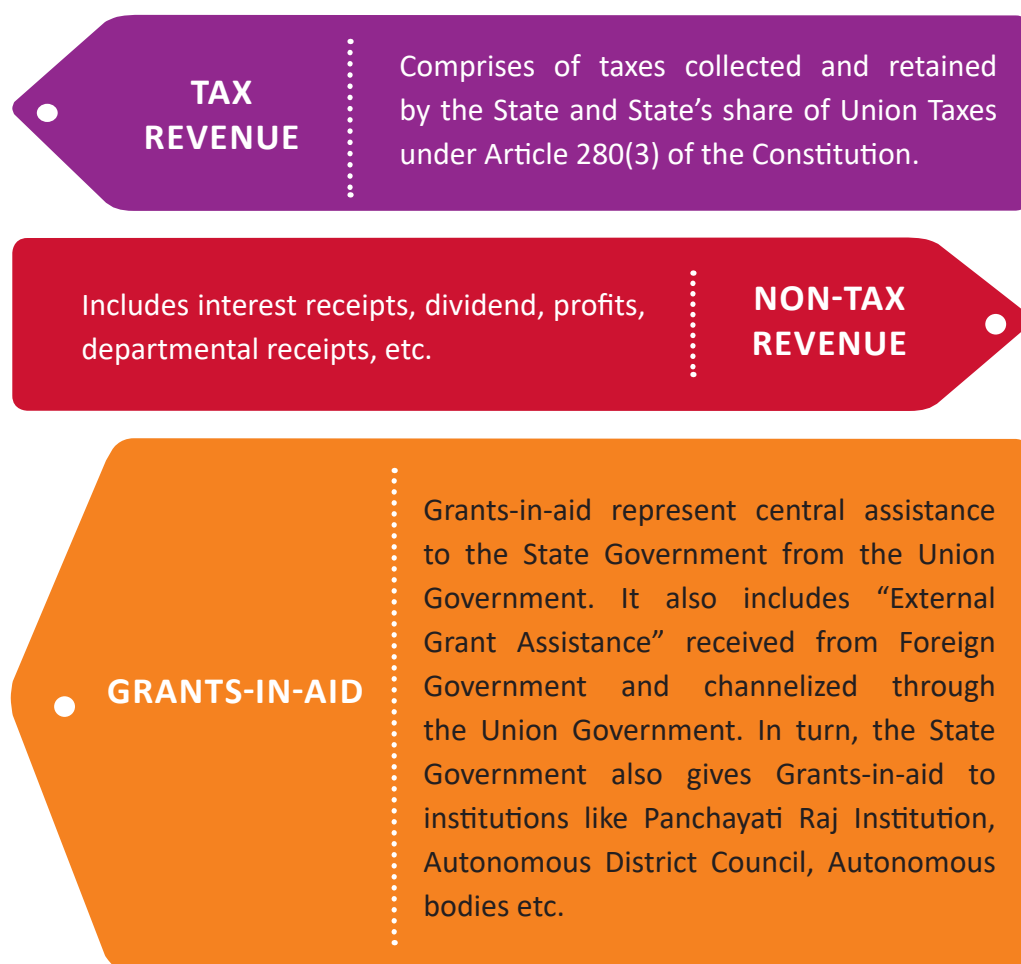 TAX
REVENUE
Comprises of taxes collected and retained
by the State and State’s share of Union Taxes
under Article 280(3) of the Constitution.
Includes interest receipts, dividend, profits,
departmental receipts, etc.
NON-TAX
REVENUE
GRANTS-IN-AID
Grants-in-aid represent central assistance
to the State Government from the Union
Government. It also includes “External
Grant Assistance” received from Foreign
Government and channelized through
the Union Government. In turn, the State
Government also gives Grants-in-aid to
institutions like Panchayati Raj Institution,
Autonomous District Council, Autonomous
bodies etc.